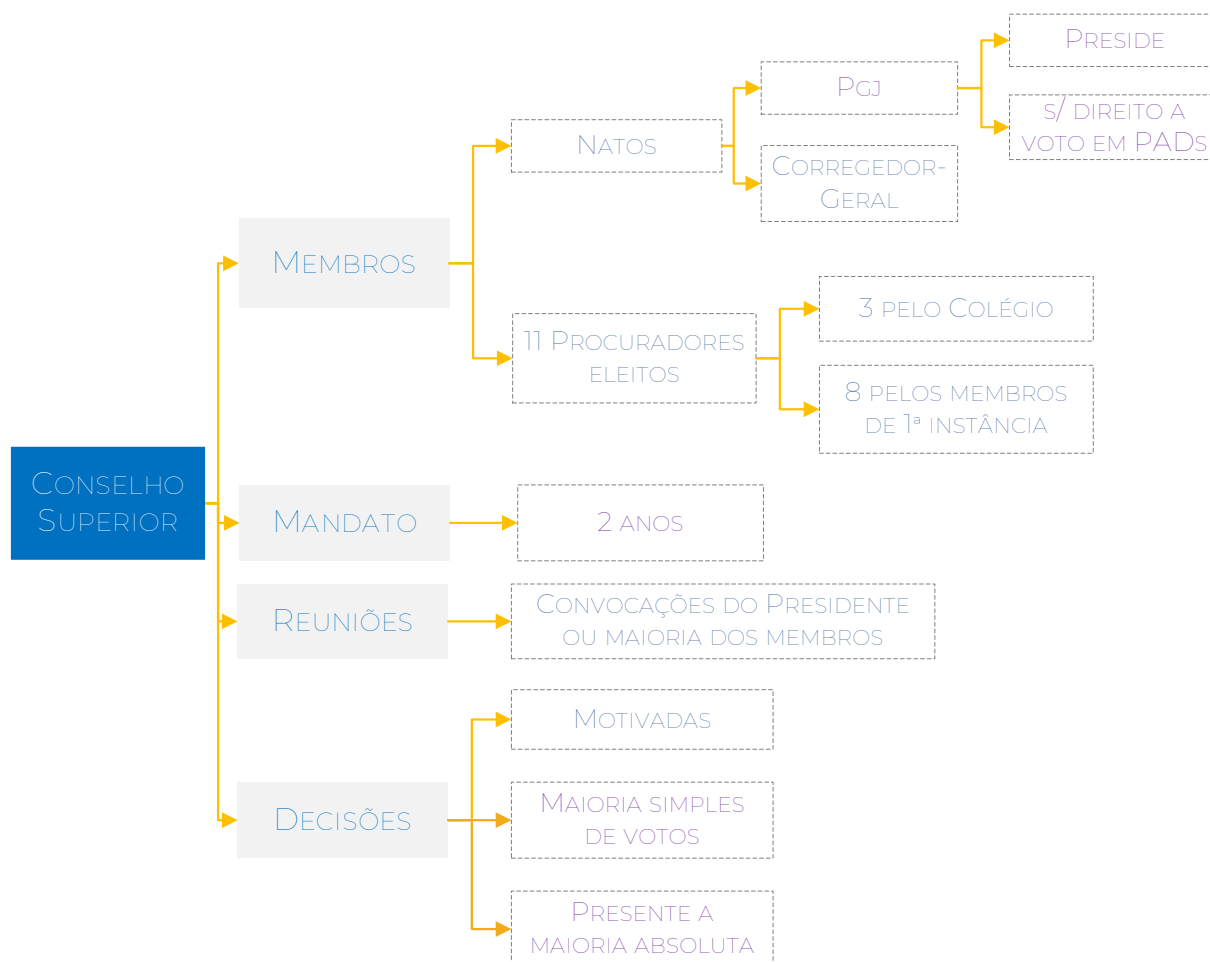 Conselho
Superior
Membros
Natos
Pgj
Preside
s/ direito a
voto em PADs
Corregedor-
Geral
11 Procuradores
eleitos
3 pelo Colégio
8 pelos membros
de 1ª instância
Mandato
2 anos
Reuniões
Convocações do Presidente
ou maioria dos membros
Decisões
Motivadas
Maioria simples
de votos
Presente a
maioria absoluta